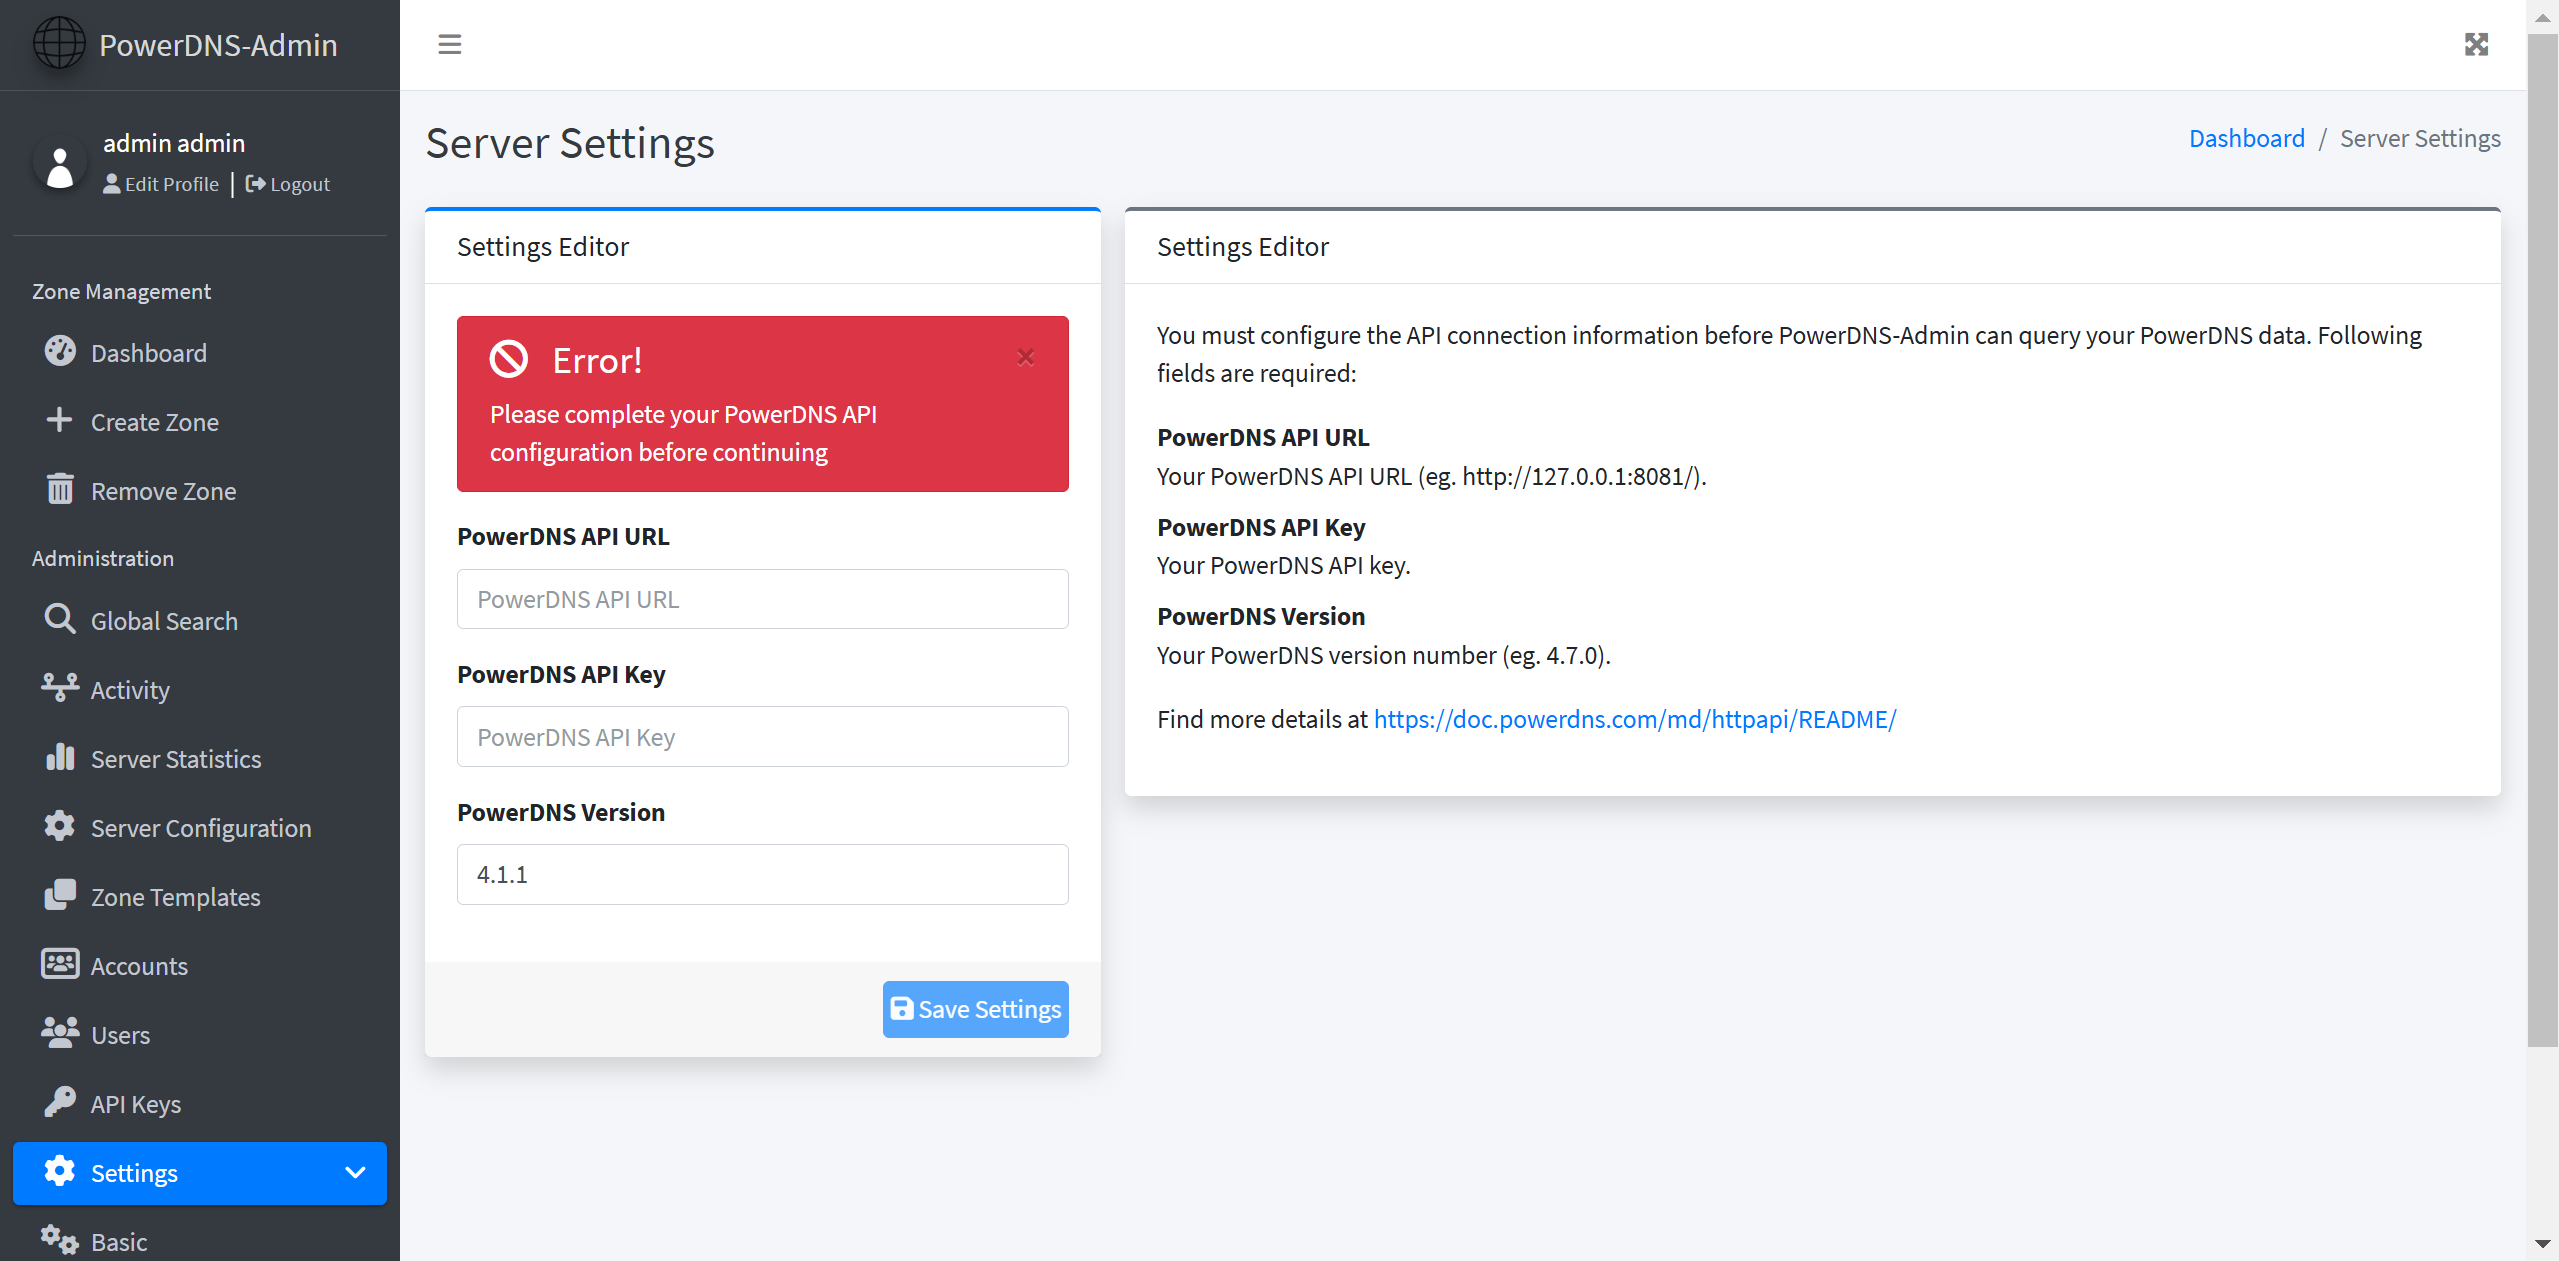 PowerDNS-Admin
admin admin
Edit Profile | Logout
Zone Management
Dashboard
Create Zone
Remove Zone
Administration
Global Search
Activity
Server Statistics
Server Configuration
Zone Templates
Accounts
Users
API Keys
Settings
Basic
Server Settings
Dashboard / Server Settings
Settings Editor
Error!
×
Please complete your PowerDNS API
configuration before continuing
PowerDNS API URL
PowerDNS API URL
PowerDNS API Key
PowerDNS API Key
PowerDNS Version
4.1.1
Save Settings
Settings Editor
You must configure the API connection information before PowerDNS-Admin can query your PowerDNS data. Following
fields are required:
PowerDNS API URL
Your PowerDNS API URL (eg. http://127.0.0.1:8081/).
PowerDNS API Key
Your PowerDNS API key.
PowerDNS Version
Your PowerDNS version number (eg. 4.7.0).
Find more details at https://doc.powerdns.com/md/httpapi/README/